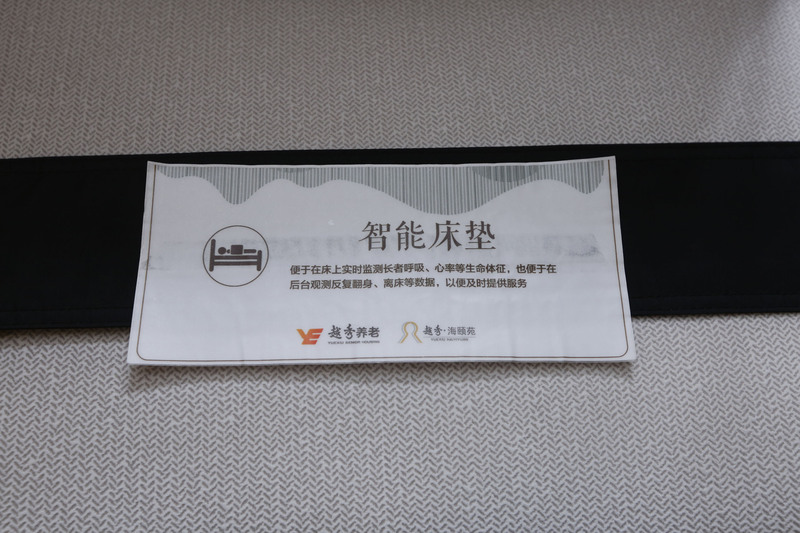 智能床垫
便于在床上实时监测长者呼吸、心率等生命体征，也便于在
后台观测反复翻身、离床等数据，以便及时提供服务
越秀养老
越秀·海颐苑